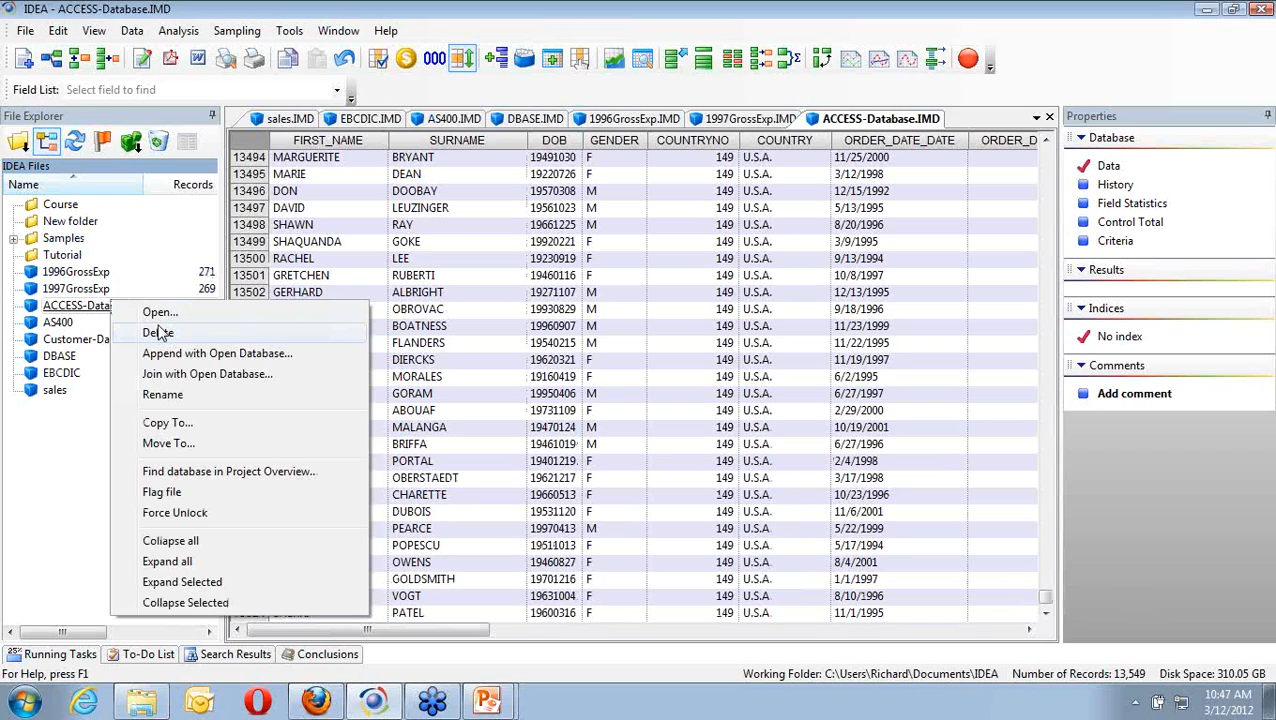 IDEA - ACCESS-Database.IMD
File Edit View Data Analysis Sampling Tools Window Help
Field List: Select field to find
File Explorer
IDEA Files
Name Records
Course
New folder
Samples
Tutorial
1996GrossExp 271
1997GrossExp 269
ACCESS-Data
AS400
Customer-Da
DBASE
EBCDIC
sales
Open...
Append with Open Database...
Join with Open Database...
Rename
Copy To...
Move To...
Find database in Project Overview...
Flag file
Force Unlock
Collapse all
Expand all
Expand Selected
Collapse Selected
sales.IMD EBCDIC.IMD AS400.IMD DBASE.IMD 1996GrossExp.IMD 1997GrossExp.IMD ACCESS-Database.IMD
FIRST_NAME SURNAME DOB GENDER COUNTRYNO COUNTRY ORDER_DATE_DATE ORDER_D
13494 MARGUERITE BRYANT 19491030 F 149 U.S.A. 11/25/2000
13495 MARIE DEAN 19220726 F 149 U.S.A. 3/12/1998
13496 DON DOOBAY 19570308 M 149 U.S.A. 12/15/1992
13497 DAVID LEUZINGER 19561023 M 149 U.S.A. 5/13/1995
13498 SHAWN RAY 19661225 M 149 U.S.A. 8/20/1996
13499 SHAQUANDA GOKE 19920221 F 149 U.S.A. 3/9/1995
13500 RACHEL LEE 19230919 F 149 U.S.A. 9/13/1994
13501 GRETCHEN RUBERTI 19460116 F 149 U.S.A. 10/8/1997
13502 GERHARD ALBRIGHT 19271107 M 149 U.S.A. 12/13/1995
OBROVAC 19960907 M 149 U.S.A. 9/18/1996
BOATNESS 19960907 M 149 U.S.A. 11/23/1999
FLANDERS 19380822 F 149 U.S.A. 11/24/1995
DIERCKS 19620321 F 149 U.S.A. 11/19/1997
MORALES 19160419 F 149 U.S.A. 6/2/1995
GORAM 19950406 M 149 U.S.A. 6/27/1997
ABOUAF 19731109 F 149 U.S.A. 2/29/2000
MALANGA 19470124 M 149 U.S.A. 10/19/2001
BRIFFA 19461019 M 149 U.S.A. 6/27/1996
PORTAL 19401219 F 149 U.S.A. 2/4/1998
OBERSTAEDT 19621217 F 149 U.S.A. 3/17/1998
CHARETTE 19660513 F 149 U.S.A. 10/23/1996
DUBOIS 19531120 F 149 U.S.A. 11/6/2001
PEARCE 19970413 M 149 U.S.A. 5/22/1999
POPESCU 19511013 F 149 U.S.A. 5/17/1994
OWENS 19460827 F 149 U.S.A. 8/4/2001
GOLDSMITH 19701216 F 149 U.S.A. 1/1/1997
VOGT 19651211 F 149 U.S.A. 8/10/1996
PATEL 19600316 F 149 U.S.A. 11/1/1995
Properties
Database
Data
History
Field Statistics
Control Total
Criteria
Results
Indices
No index
Comments
Add comment
Running Tasks To-Do List Search Results Conclusions
For Help, press F1
Working Folder: C:\Users\Richard\Documents\IDEA Number of Records: 13,549 Disk Space: 310.05 GB
10:47 AM
3/12/2012